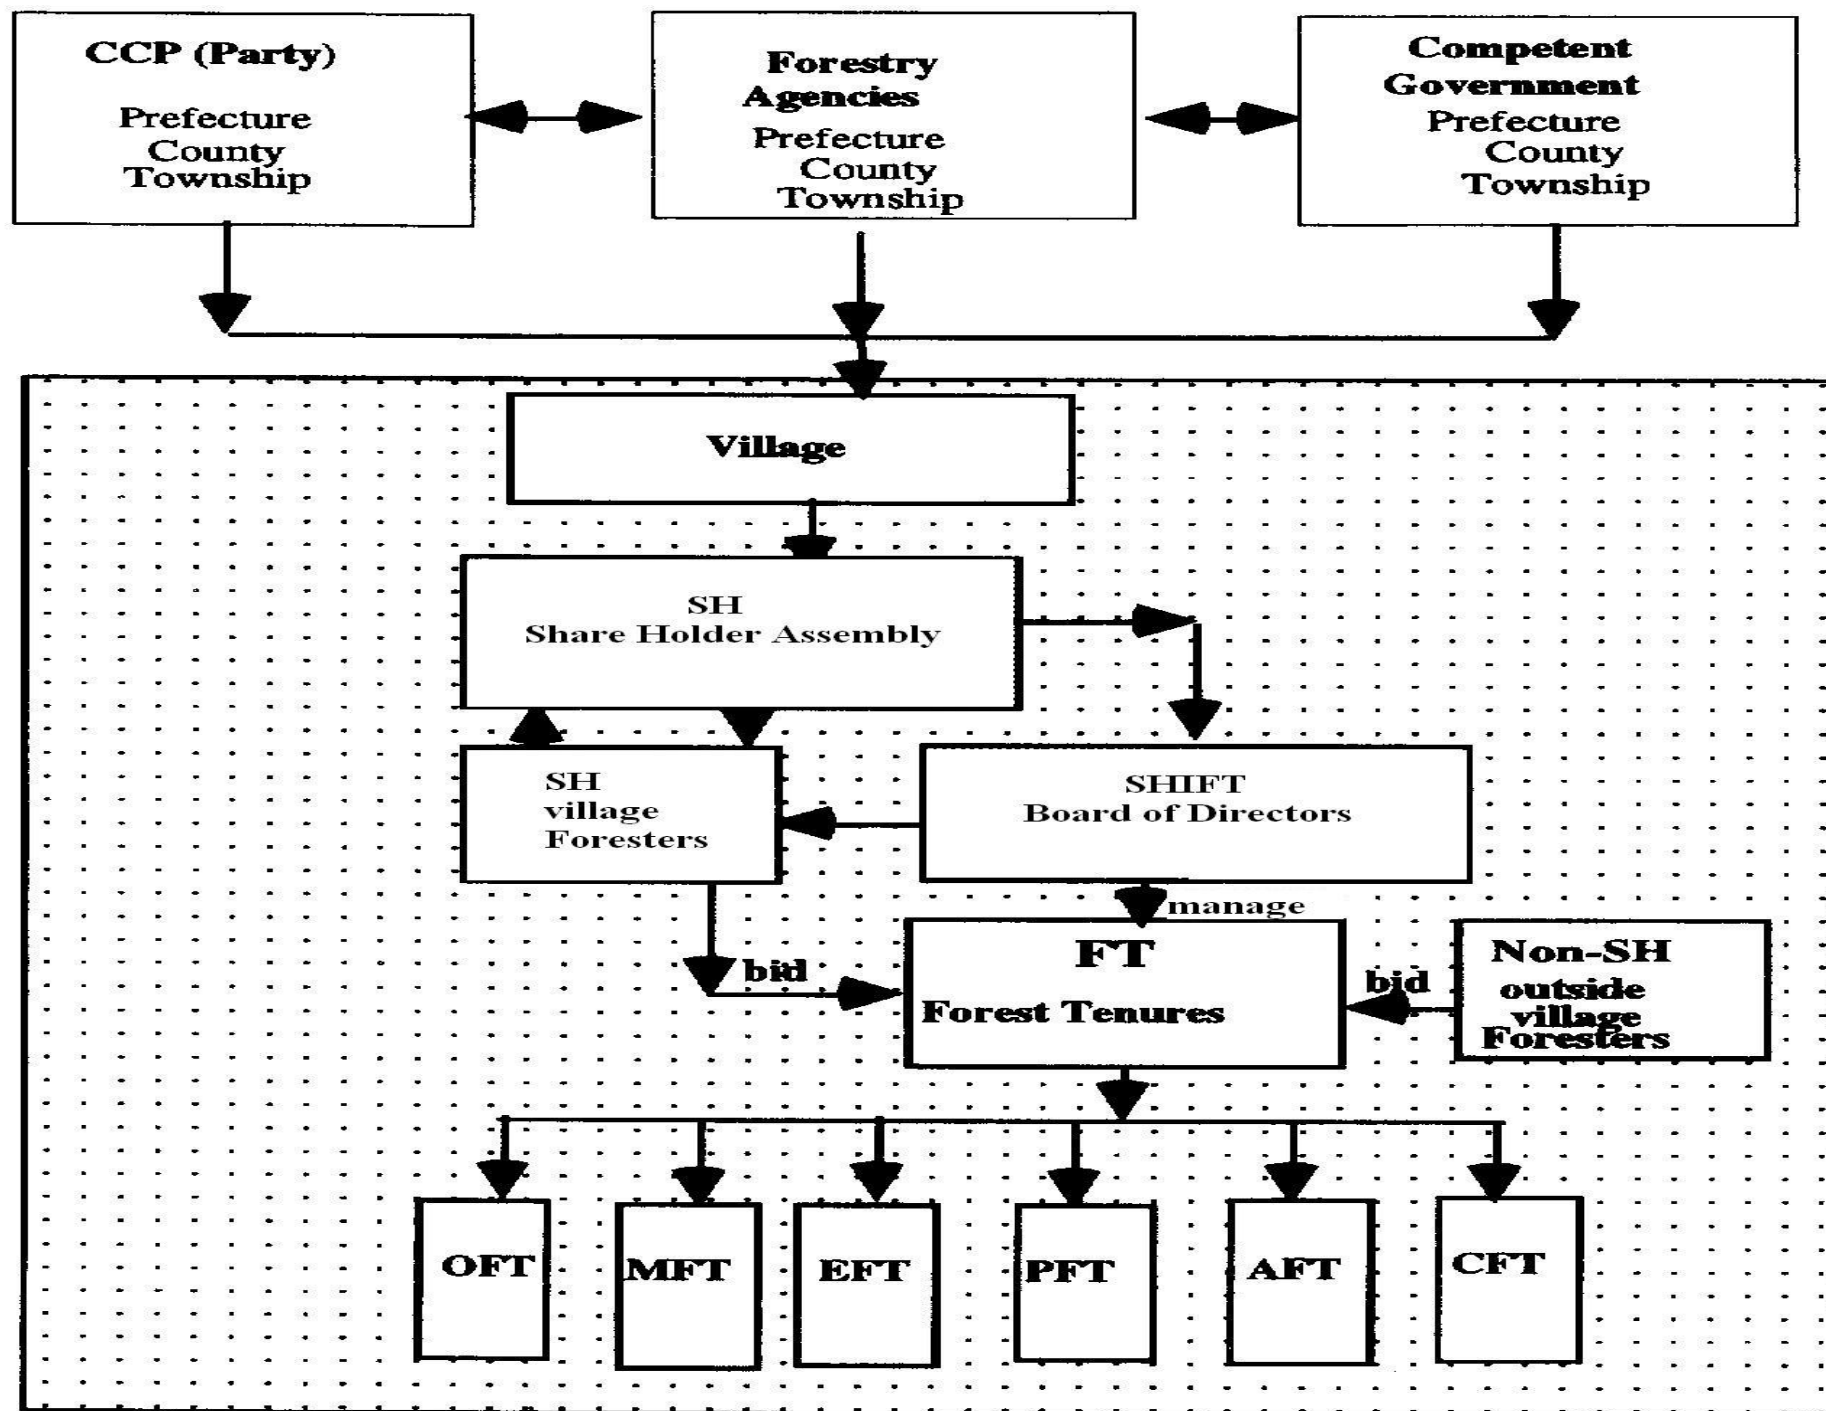 CCP (Party)
Prefecture
County
Township
Forestry
Agencies
Prefecture
County
Township
Competent
Government
Prefecture
County
Township
Village
SH
Share Holder Assembly
SH
village
Foresters
SHIFT
Board of Directors
manage
bid
FT
Forest Tenures
bid
Non-SH
outside
village
Foresters
OFT
MFT
EFT
PFT
AFT
CFT